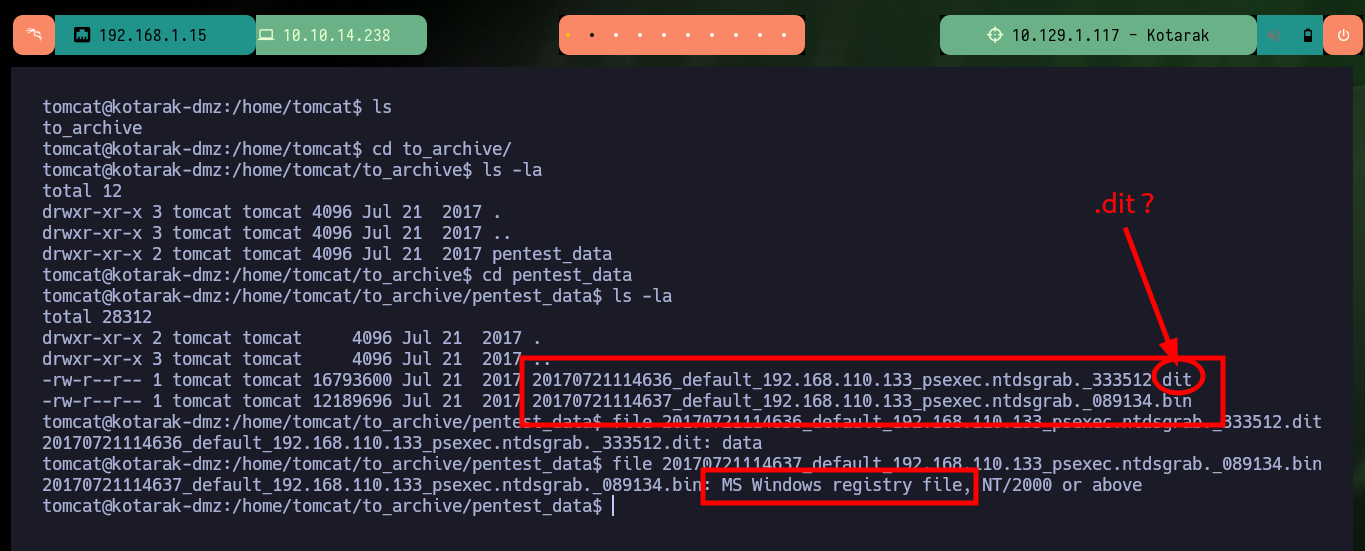 192.168.1.15 10.10.14.238 10.129.1.117 - Kotarak
tomcat@kotarak-dmz:/home/tomcat$ ls
to_archive
tomcat@kotarak-dmz:/home/tomcat$ cd to_archive/
tomcat@kotarak-dmz:/home/tomcat/to_archive$ ls -la
total 12
drwxr-xr-x 3 tomcat tomcat 4096 Jul 21  2017 .
.dit ?
drwxr-xr-x 3 tomcat tomcat 4096 Jul 21  2017 ..
drwxr-xr-x 2 tomcat tomcat 4096 Jul 21  2017 pentest_data
tomcat@kotarak-dmz:/home/tomcat/to_archive$ cd pentest_data
tomcat@kotarak-dmz:/home/tomcat/to_archive/pentest_data$ ls -la
total 28312
drwxr-xr-x 2 tomcat tomcat     4096 Jul 21  2017 .
drwxr-xr-x 3 tomcat tomcat     4096 Jul 21  2017 ..
-rw-r--r-- 1 tomcat tomcat 16793600 Jul 21  2017 20170721114636_default_192.168.110.133_psexec.ntdsgrab._333512.dit
-rw-r--r-- 1 tomcat tomcat 12189696 Jul 21  2017 20170721114637_default_192.168.110.133_psexec.ntdsgrab._089134.bin
tomcat@kotarak-dmz:/home/tomcat/to_archive/pentest_data$ file 20170721114636_default_192.168.110.133_psexec.ntdsgrab._333512.dit
20170721114636_default_192.168.110.133_psexec.ntdsgrab._333512.dit: data
tomcat@kotarak-dmz:/home/tomcat/to_archive/pentest_data$ file 20170721114637_default_192.168.110.133_psexec.ntdsgrab._089134.bin
20170721114637_default_192.168.110.133_psexec.ntdsgrab._089134.bin: MS Windows registry file, NT/2000 or above
tomcat@kotarak-dmz:/home/tomcat/to_archive/pentest_data$